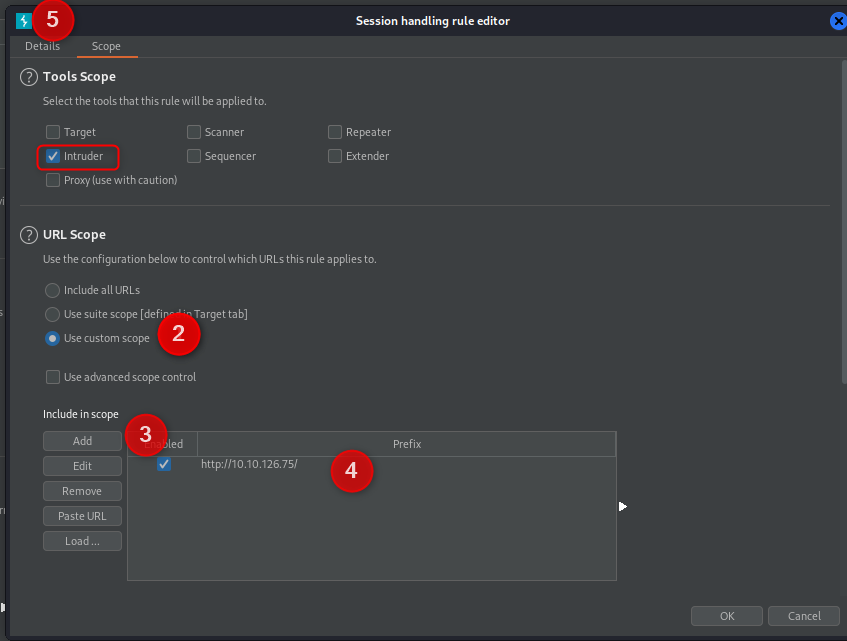 5
Session handling rule editor
Details Scope
? Tools Scope
Select the tools that this rule will be applied to.
Target Scanner Repeater
Intruder Sequencer Extender
Proxy (use with caution)
? URL Scope
Use the configuration below to control which URLs this rule applies to.
Include all URLs
Use suite scope [defined in Target tab]
Use custom scope 2
Use advanced scope control
Include in scope
Add 3 Enabled Prefix
http://10.10.126.75/ 4
Edit
Remove
Paste URL
Load ...
OK Cancel